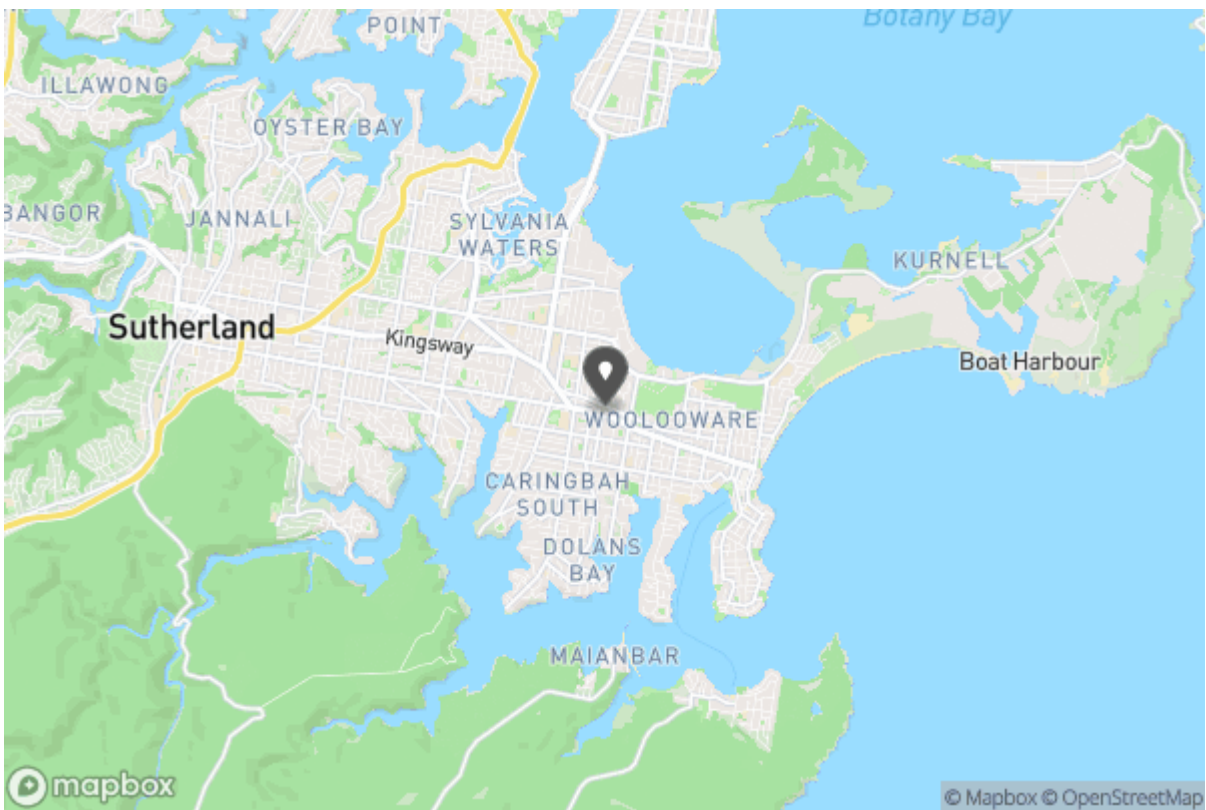 Botany Bay
POINT
ILLAWONG
OYSTER BAY
BANGOR
JANNALI
SYLVANIA
WATERS
KURNELL
Sutherland
Kingsway
Boat Harbour
WOOLOOWARE
CARINGBAH
SOUTH
DOLANS
BAY
MAIANBAR
mapbox
© Mapbox © OpenStreetMap